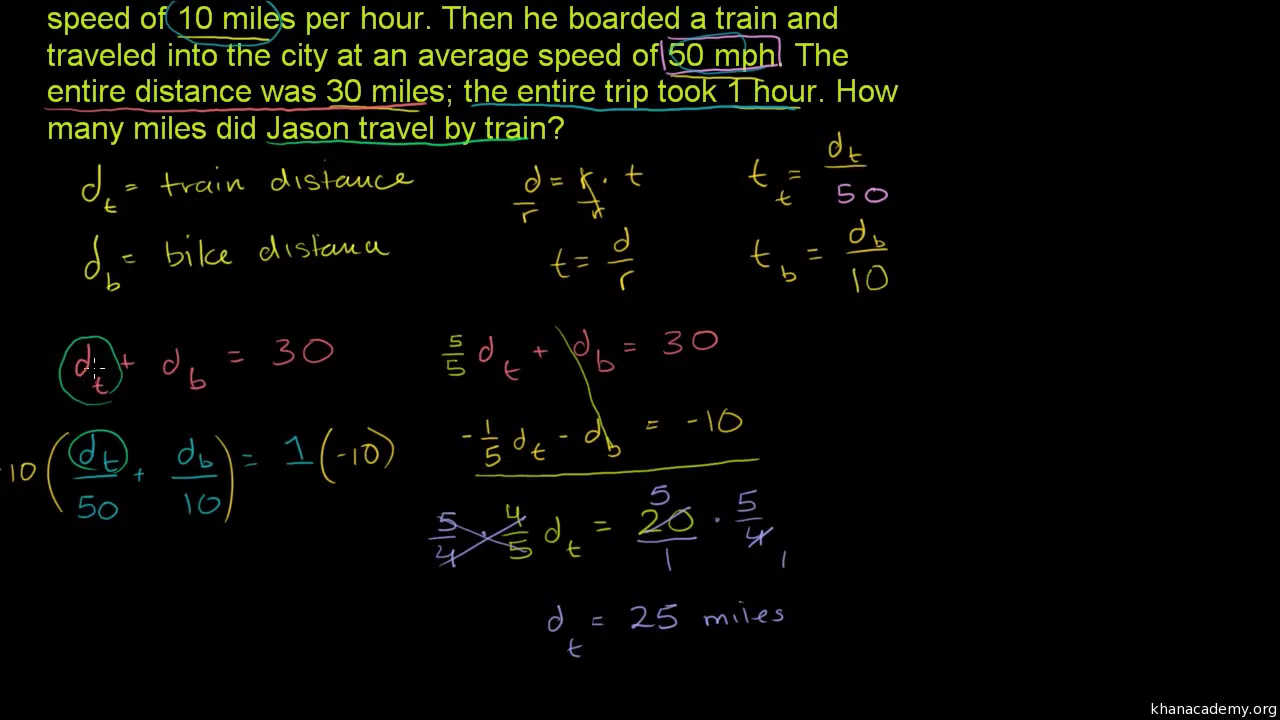 speed of 10 miles per hour. Then he boarded a train and
traveled into the city at an average speed of 50 mph. The
entire distance was 30 miles; the entire trip took 1 hour. How
many miles did Jason travel by train?
d_t = train distance
d_b = bike distance
d/r = r/r · t
t = d/r
t_t = d_t/50
t_b = d_b/10
d_t + d_b = 30
-10 (d_t/50 + d_b/10) = 1 (-10)
5/5 d_t + d_b = 30
-1/5 d_t - d_b = -10
5/4 · 4/5 d_t = 20/1 · 5/4
5
1
d_t = 25 miles
khanacademy.org